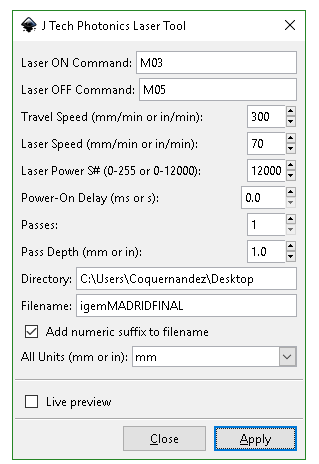 J Tech Photonics Laser Tool
Laser ON Command: M03
Laser OFF Command: M05
Travel Speed (mm/min or in/min): 300
Laser Speed (mm/min or in/min): 70
Laser Power S# (0-255 or 0-12000): 12000
Power-On Delay (ms or s): 0.0
Passes: 1
Pass Depth (mm or in): 1.0
Directory: C:\Users\Coquernandez\Desktop
Filename: igemMADRIDFINAL
Add numeric suffix to filename
All Units (mm or in): mm
Live preview
Close Apply